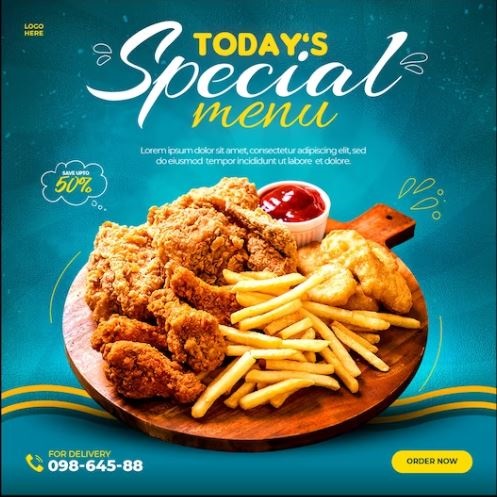 LOGO
HERE
TODAY'S
Special
menu
Lorem ipsum dolor sit amet, consectetur adipiscing elit, sed
do eiusmod tempor incididunt ut labore et dolore.
SAVE UPTO
50%
FOR DELIVERY
098-645-88
ORDER NOW